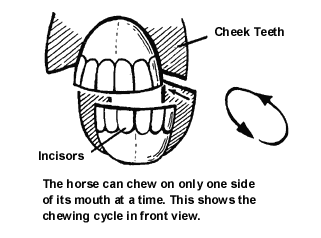 Cheek Teeth
Incisors
The horse can chew on only one side
of its mouth at a time. This shows the
chewing cycle in front view.